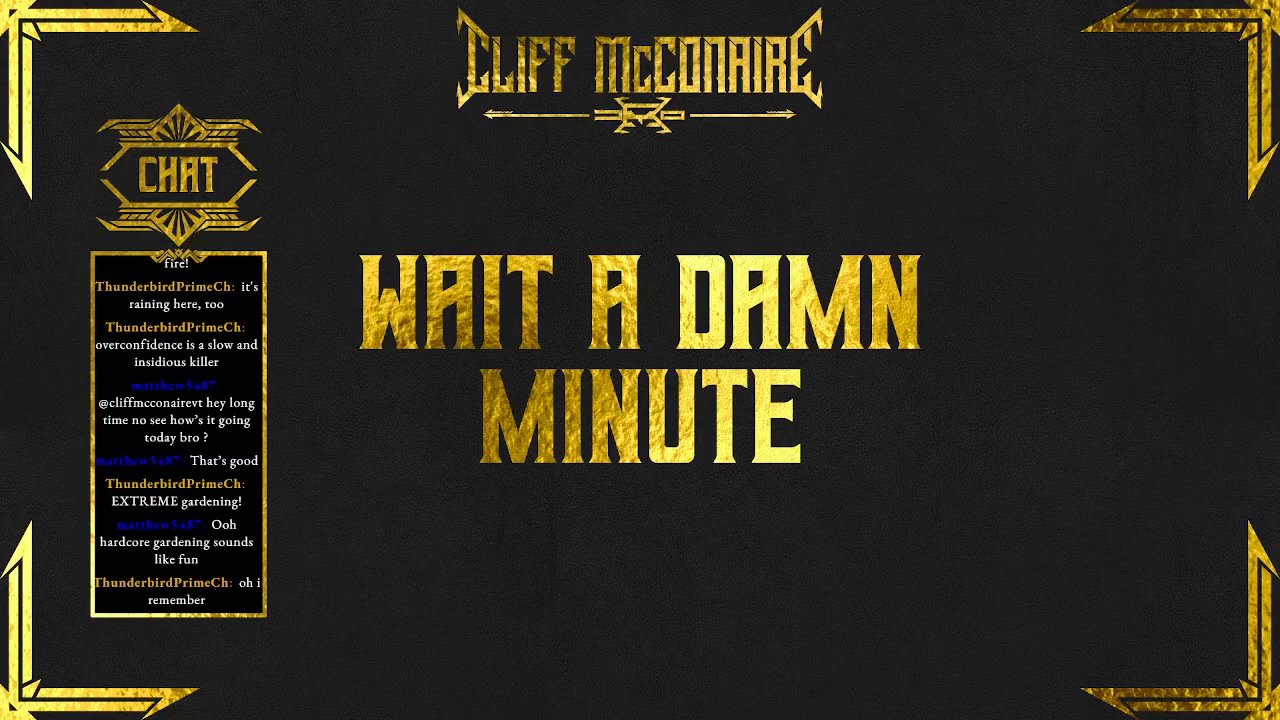 CLIFF McCONAIRE
CHAT
fire!
ThunderbirdPrimeCh: it's
raining here, too
ThunderbirdPrimeCh:
overconfidence is a slow and
insidious killer
matthew5487:
@cliffmcconairevt hey long
time no see how's it going
today bro ?
matthew5487: That's good
ThunderbirdPrimeCh:
EXTREME gardening!
matthew5487: Ooh
hardcore gardening sounds
like fun
ThunderbirdPrimeCh: oh i
remember
WAIT A DAMN
MINUTE